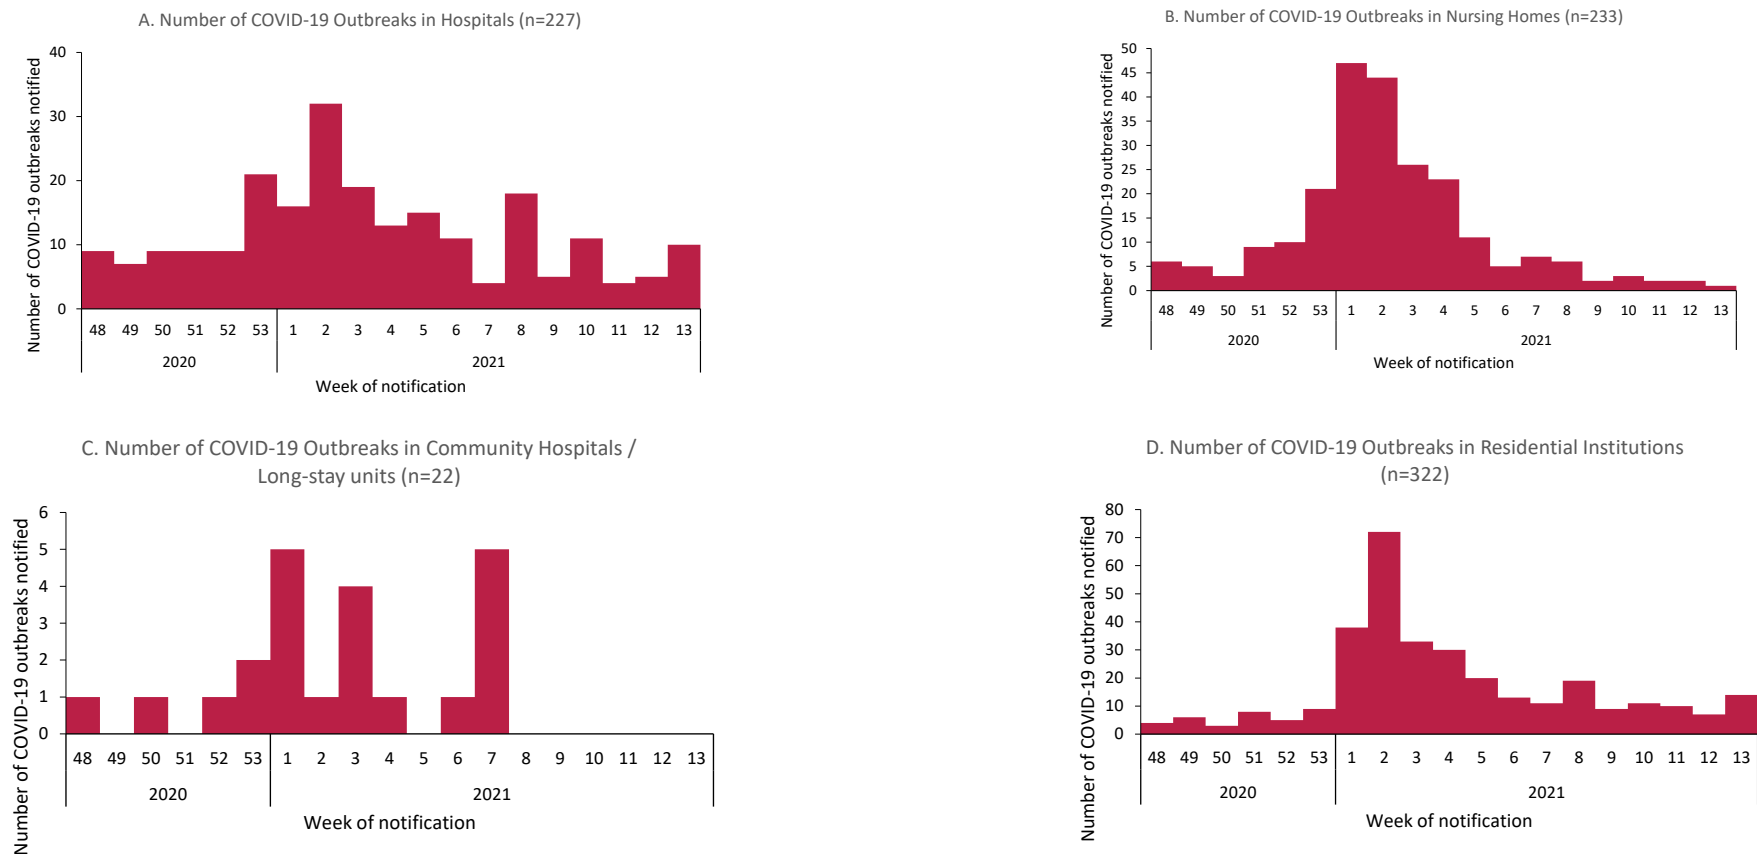 A. Number of COVID-19 Outbreaks in Hospitals (n=227)
Number of COVID-19 outbreaks notified
40
30
20
10
0
48 49 50 51 52 53 1 2 3 4 5 6 7 8 9 10 11 12 13
2020 2021
Week of notification
B. Number of COVID-19 Outbreaks in Nursing Homes (n=233)
Number of COVID-19 outbreaks notified
50
45
40
35
30
25
20
15
10
5
0
48 49 50 51 52 53 1 2 3 4 5 6 7 8 9 10 11 12 13
2020 2021
Week of notification
C. Number of COVID-19 Outbreaks in Community Hospitals /
Long-stay units (n=22)
Number of COVID-19 outbreaks notified
6
5
4
3
2
1
0
48 49 50 51 52 53 1 2 3 4 5 6 7 8 9 10 11 12 13
2020 2021
Week of notification
D. Number of COVID-19 Outbreaks in Residential Institutions
(n=322)
Number of COVID-19 outbreaks notified
80
70
60
50
40
30
20
10
0
48 49 50 51 52 53 1 2 3 4 5 6 7 8 9 10 11 12 13
2020 2021
Week of notification